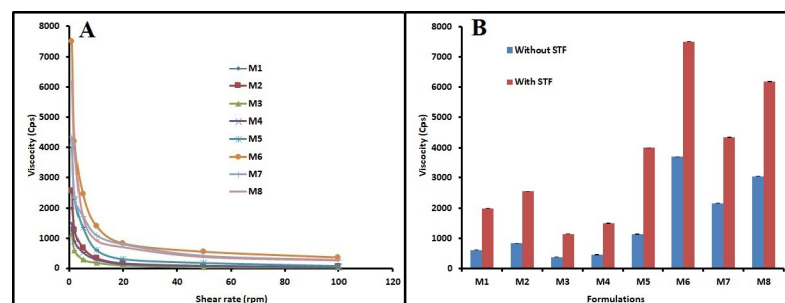 A
8000
7000
6000
5000
4000
3000
2000
1000
0
Viscocity (Cps)
M1
M2
M3
M4
M5
M6
M7
M8
0 20 40 60 80 100 120
Shear rate (rpm)
B
8000
7000
6000
5000
4000
3000
2000
1000
0
Viscocity (Cps)
Without STF
With STF
M1 M2 M3 M4 M5 M6 M7 M8
Formulations